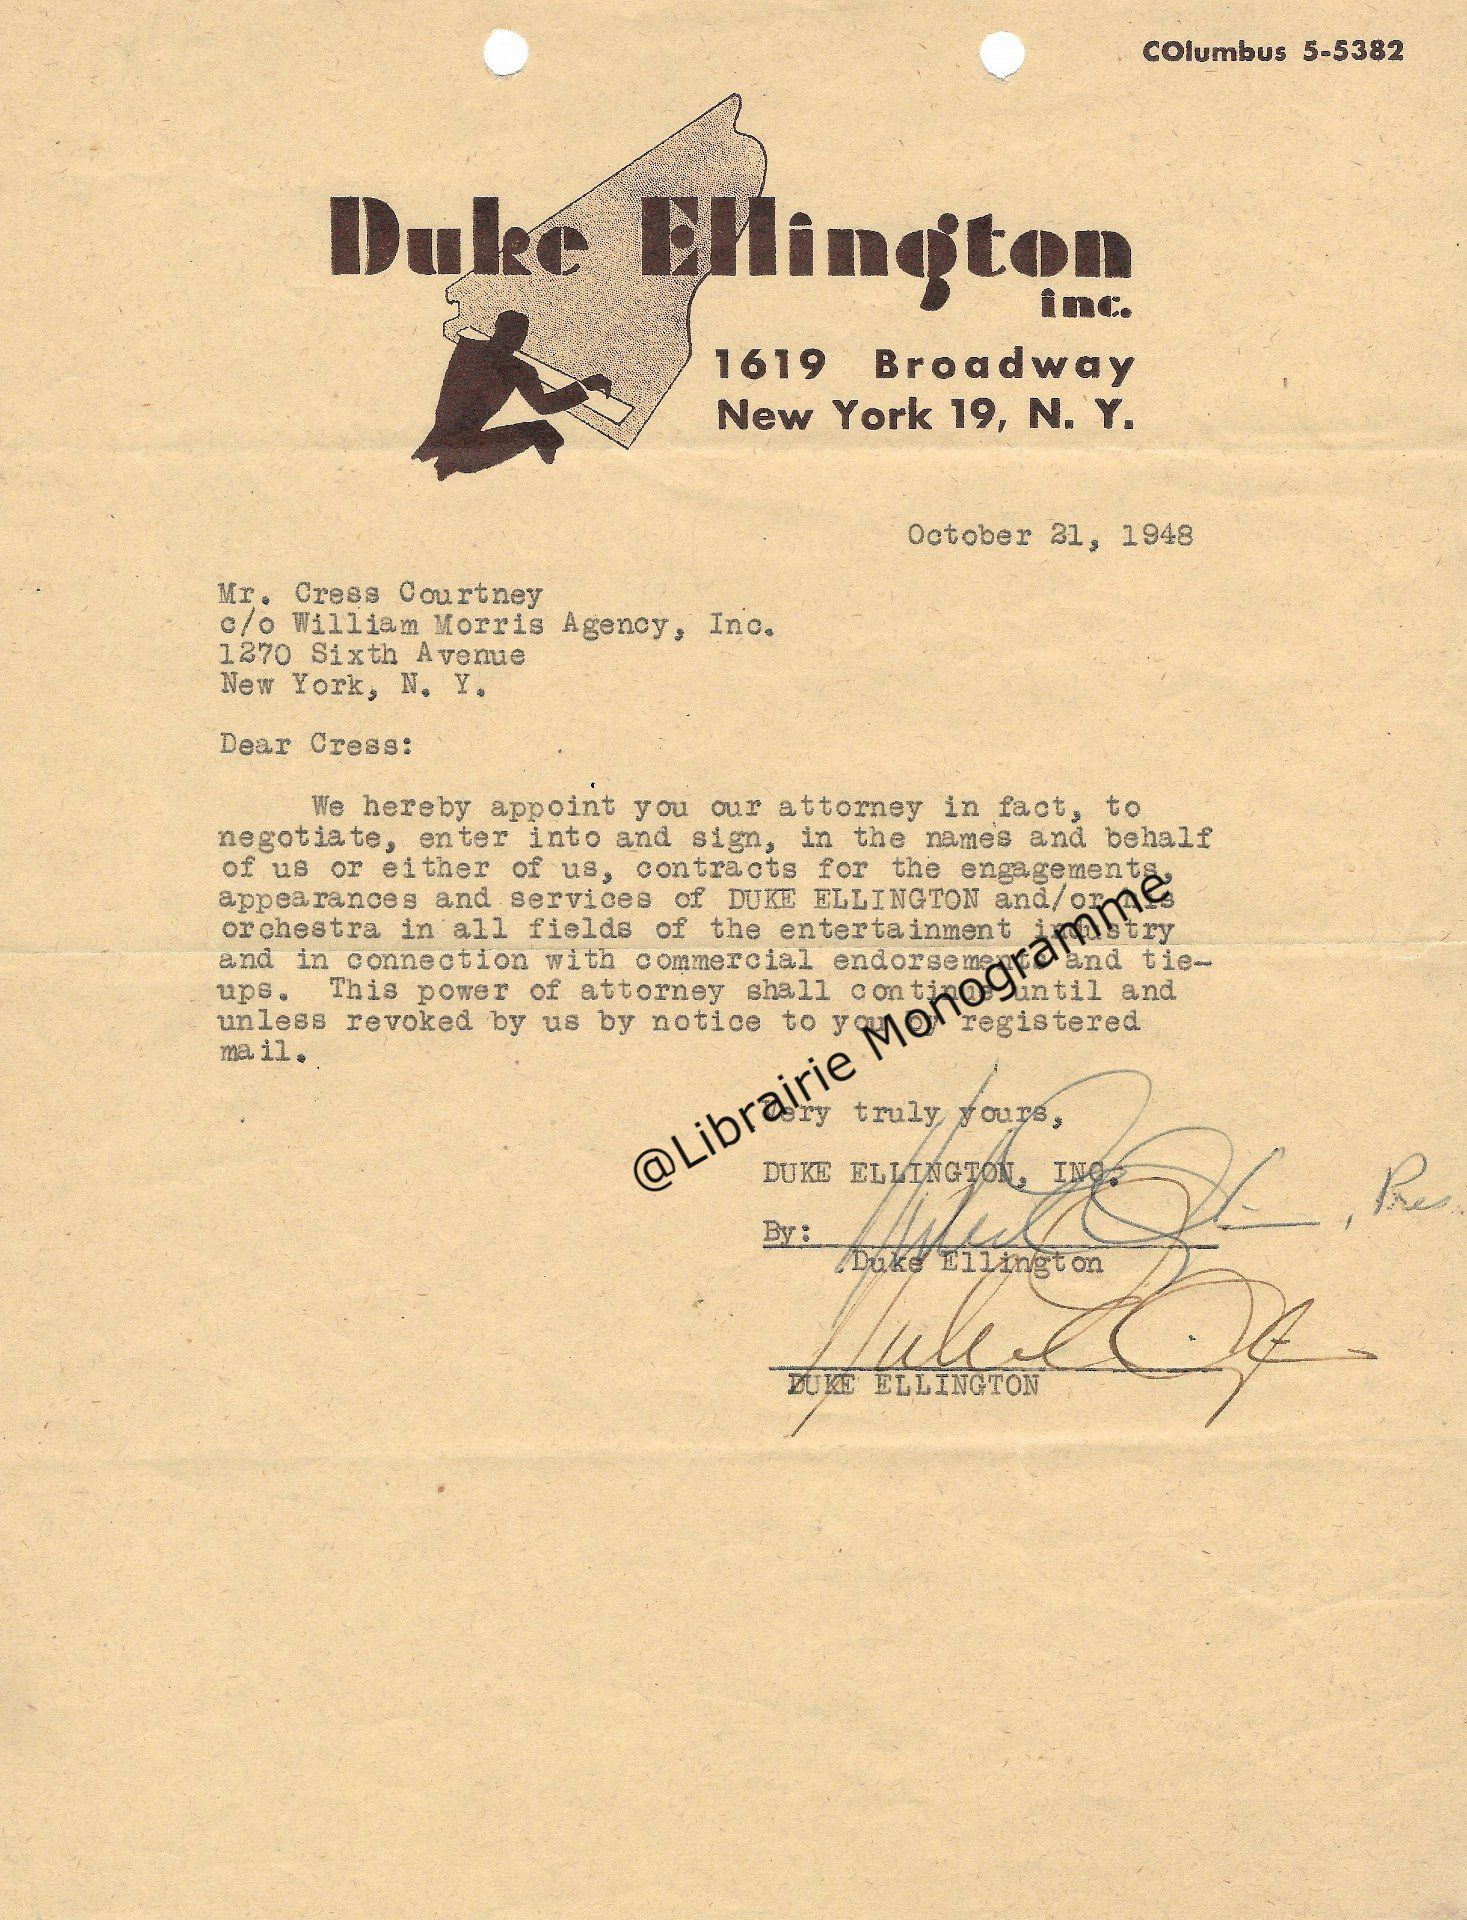 COlumbus 5-5382
Duke Ellington
inc.
1619 Broadway
New York 19, N. Y.
October 21, 1948
Mr. Cress Courtney
c/o William Morris Agency, Inc.
1270 Sixth Avenue
New York, N. Y.
Dear Cress:
We hereby appoint you our attorney in fact, to
negotiate, enter into and sign, in the names and behalf
of us or either of us, contracts for the engagements,
appearances and services of DUKE ELLINGTON and/or his
orchestra in all fields of the entertainment industry
and in connection with commercial endorsements and tie-
ups. This power of attorney shall continue until and
unless revoked by us by notice to you by registered
mail.
@Librairie Monogramme
Very truly yours,
DUKE ELLINGTON, INC.
By: Duke Ellington, Pres.
Duke Ellington
Duke Ellington
DUKE ELLINGTON